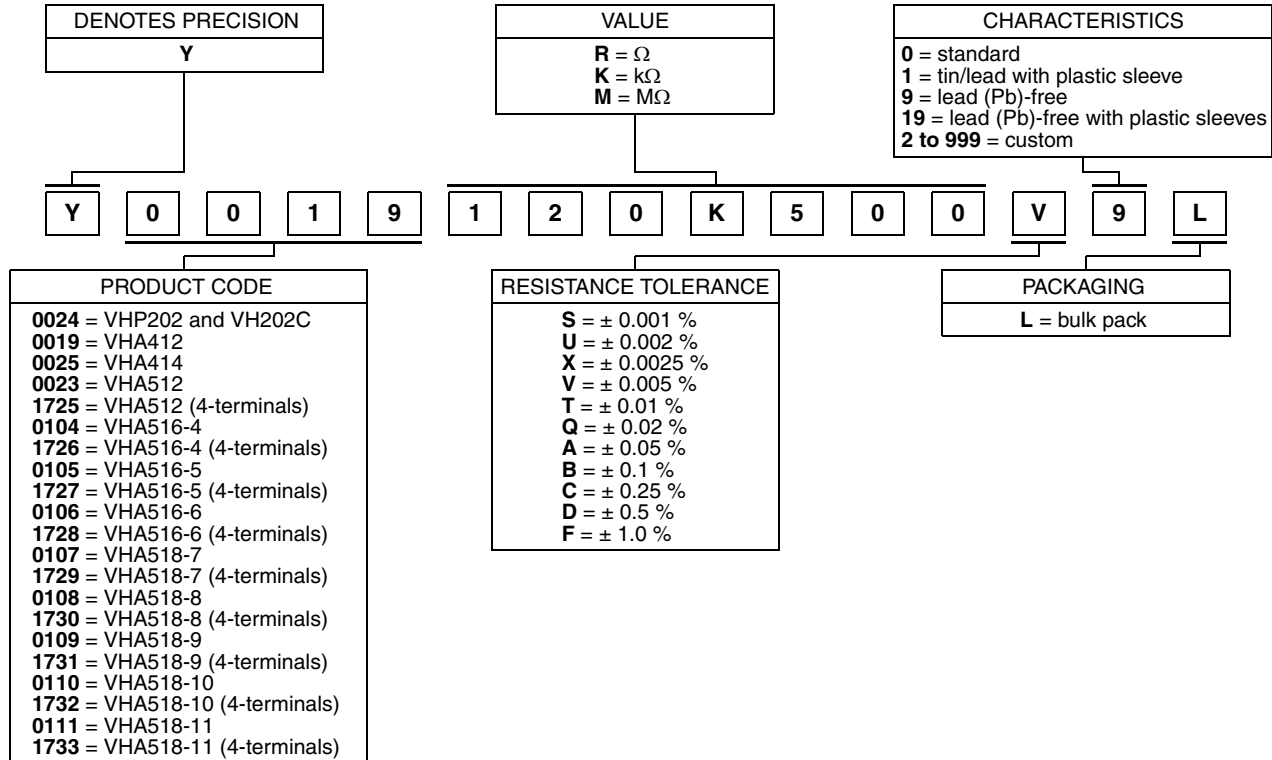 DENOTES PRECISION
Y
VALUE
R = Ω
K = kΩ
M = MΩ
CHARACTERISTICS
0 = standard
1 = tin/lead with plastic sleeve
9 = lead (Pb)-free
19 = lead (Pb)-free with plastic sleeves
2 to 999 = custom
Y 0 0 1 9 1 2 0 K 5 0 0 V 9 L
PRODUCT CODE
0024 = VHP202 and VH202C
0019 = VHA412
0025 = VHA414
0023 = VHA512
1725 = VHA512 (4-terminals)
0104 = VHA516-4
1726 = VHA516-4 (4-terminals)
0105 = VHA516-5
1727 = VHA516-5 (4-terminals)
0106 = VHA516-6
1728 = VHA516-6 (4-terminals)
0107 = VHA518-7
1729 = VHA518-7 (4-terminals)
0108 = VHA518-8
1730 = VHA518-8 (4-terminals)
0109 = VHA518-9
1731 = VHA518-9 (4-terminals)
0110 = VHA518-10
1732 = VHA518-10 (4-terminals)
0111 = VHA518-11
1733 = VHA518-11 (4-terminals)
RESISTANCE TOLERANCE
S = ± 0.001 %
U = ± 0.002 %
X = ± 0.0025 %
V = ± 0.005 %
T = ± 0.01 %
Q = ± 0.02 %
A = ± 0.05 %
B = ± 0.1 %
C = ± 0.25 %
D = ± 0.5 %
F = ± 1.0 %
PACKAGING
L = bulk pack